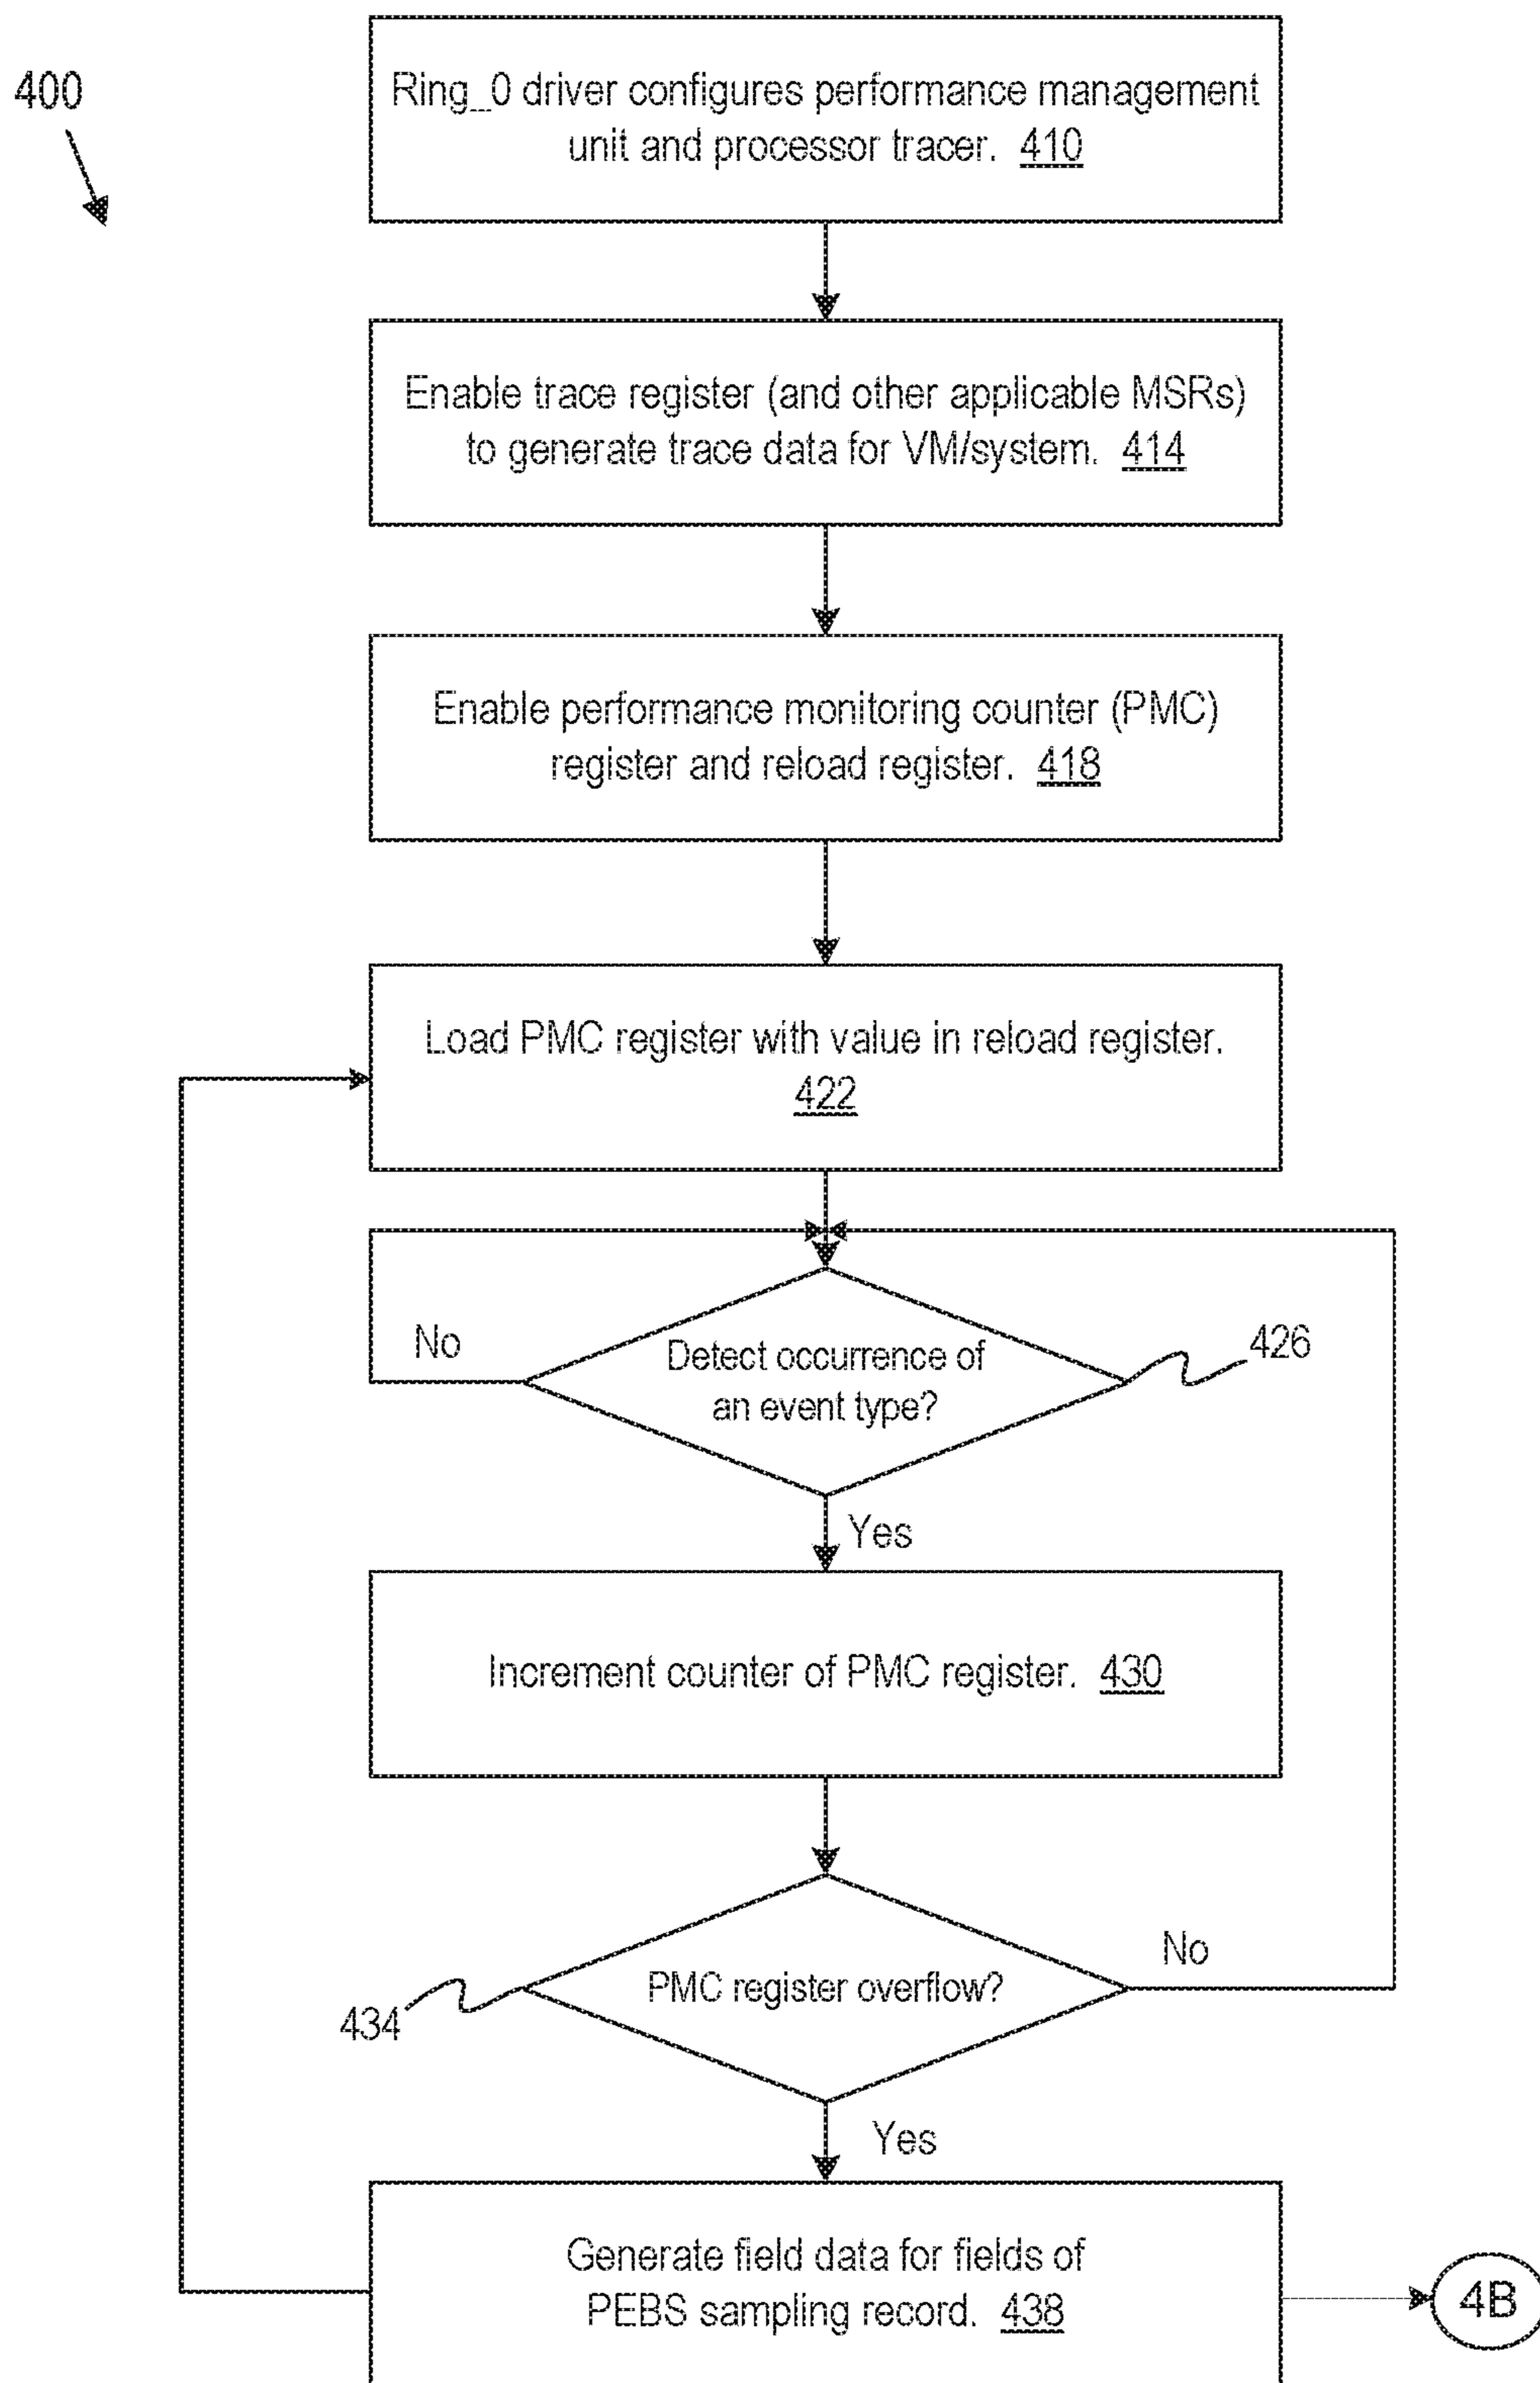 400
Ring_0 driver configures performance management
unit and processor tracer. 410
Enable trace register (and other applicable MSRs)
to generate trace data for VM/system. 414
Enable performance monitoring counter (PMC)
register and reload register. 418
Load PMC register with value in reload register.
422
No
Detect occurrence of
an event type?
426
Yes
Increment counter of PMC register. 430
No
PMC register overflow?
434
Yes
Generate field data for fields of
PEBS sampling record. 438
4B